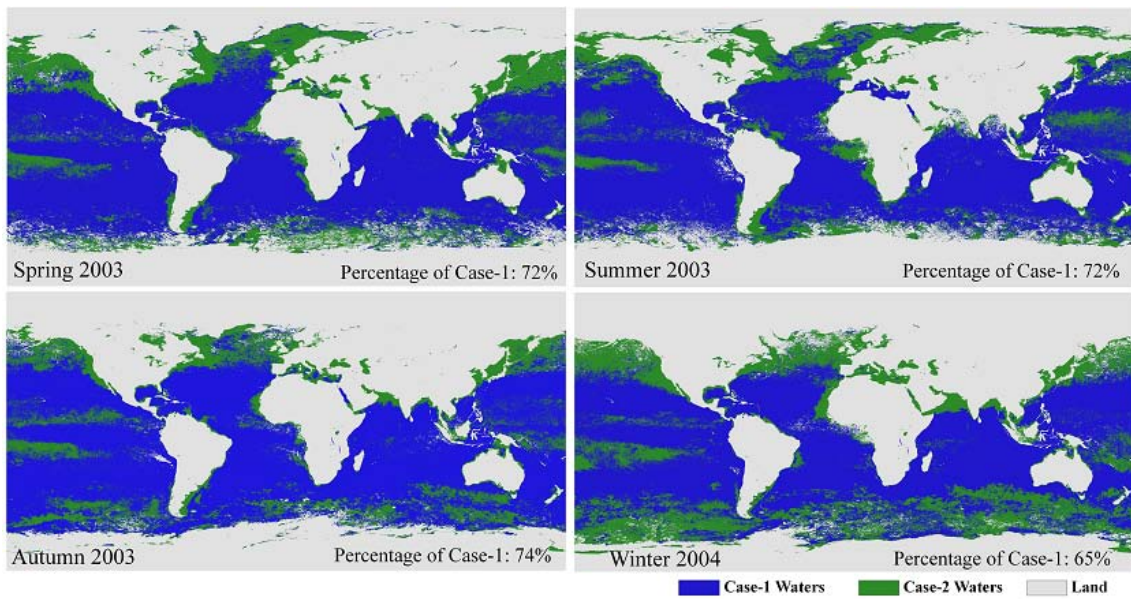 Spring 2003
Percentage of Case-1: 72%
Summer 2003
Percentage of Case-1: 72%
Autumn 2003
Percentage of Case-1: 74%
Winter 2004
Percentage of Case-1: 65%
Case-1 Waters
Case-2 Waters
Land